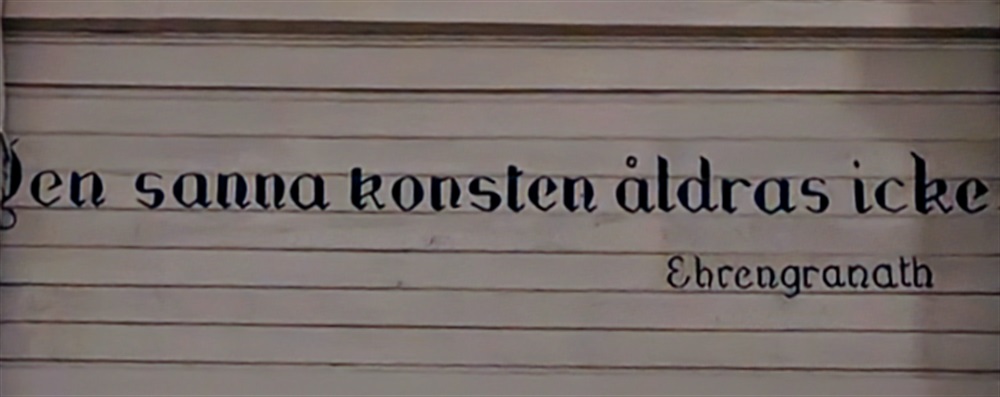 Den sanna konsten åldras icke
Ehrengranath